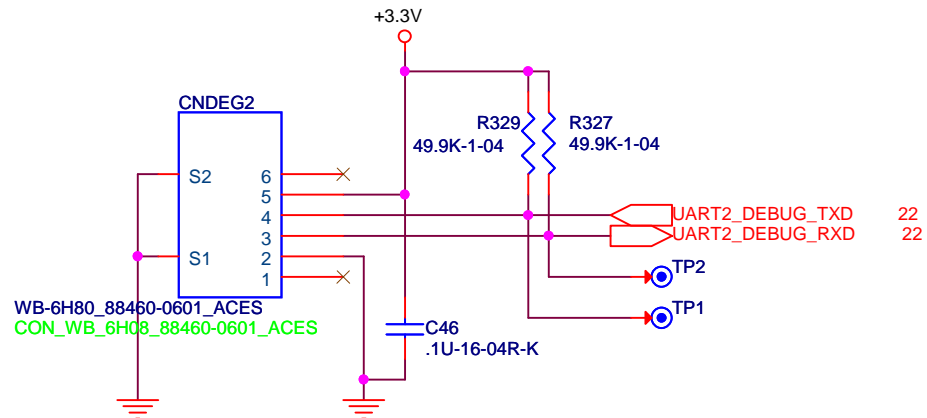 +3.3V
CNDEG2
R329
49.9K-1-04
R327
49.9K-1-04
S2
S1
6
5
4
3
2
1
UART2_DEBUG_TXD 22
UART2_DEBUG_RXD 22
TP2
TP1
WB-6H80_88460-0601_ACES
CON_WB_6H08_88460-0601_ACES
C46
.1U-16-04R-K